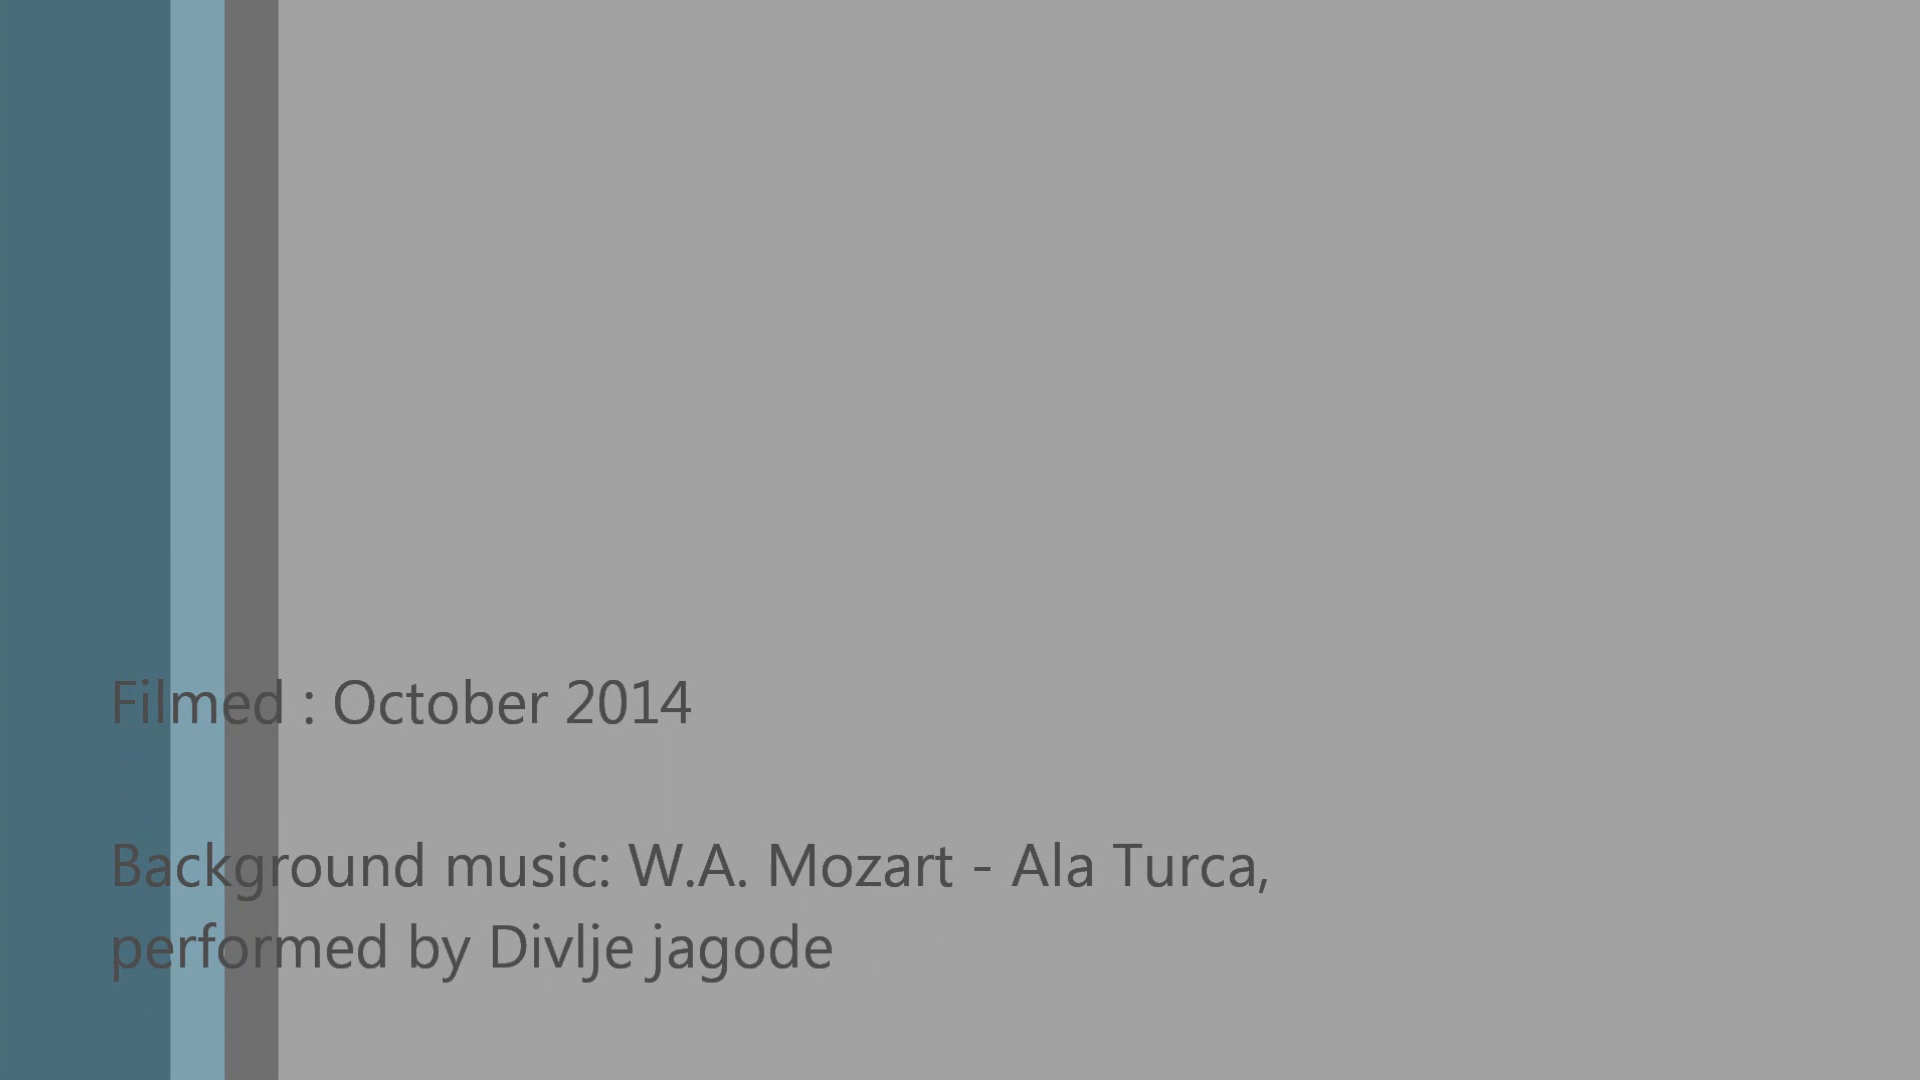 Filmed : October 2014
Background music: W.A. Mozart - Ala Turca,
performed by Divlje jagode